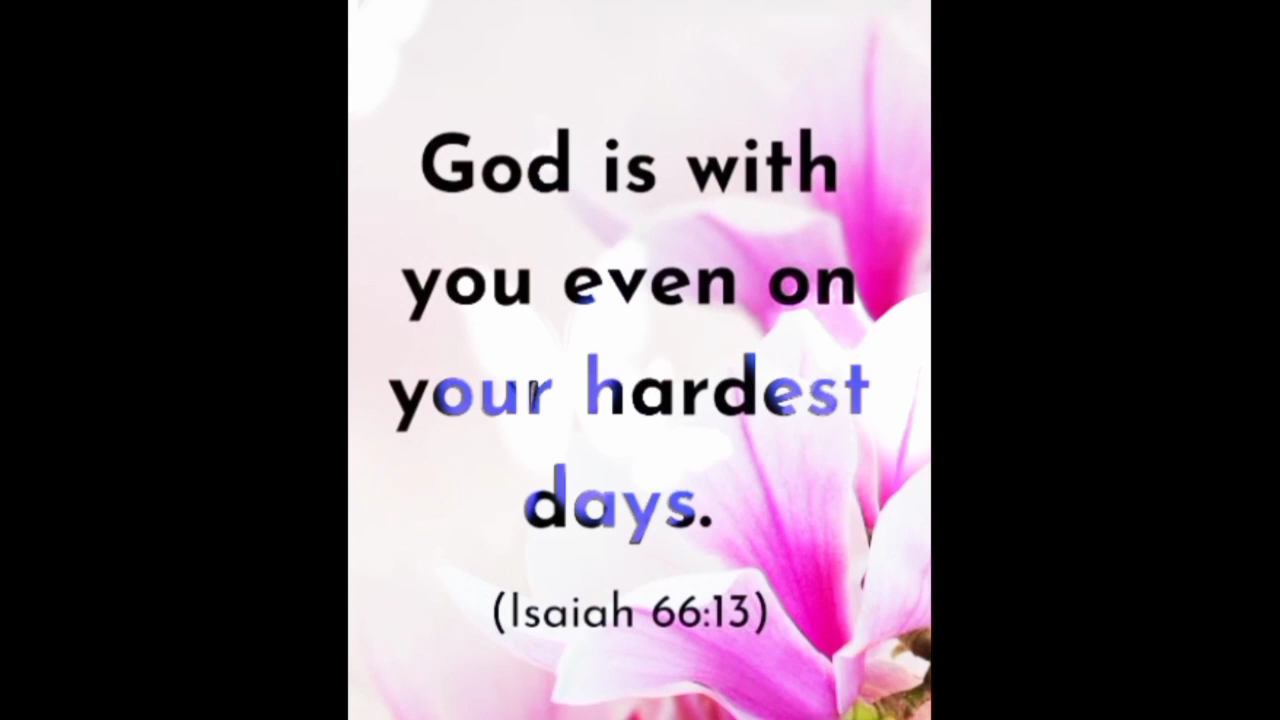 God is with
you even on
your hardest
days.
(Isaiah 66:13)